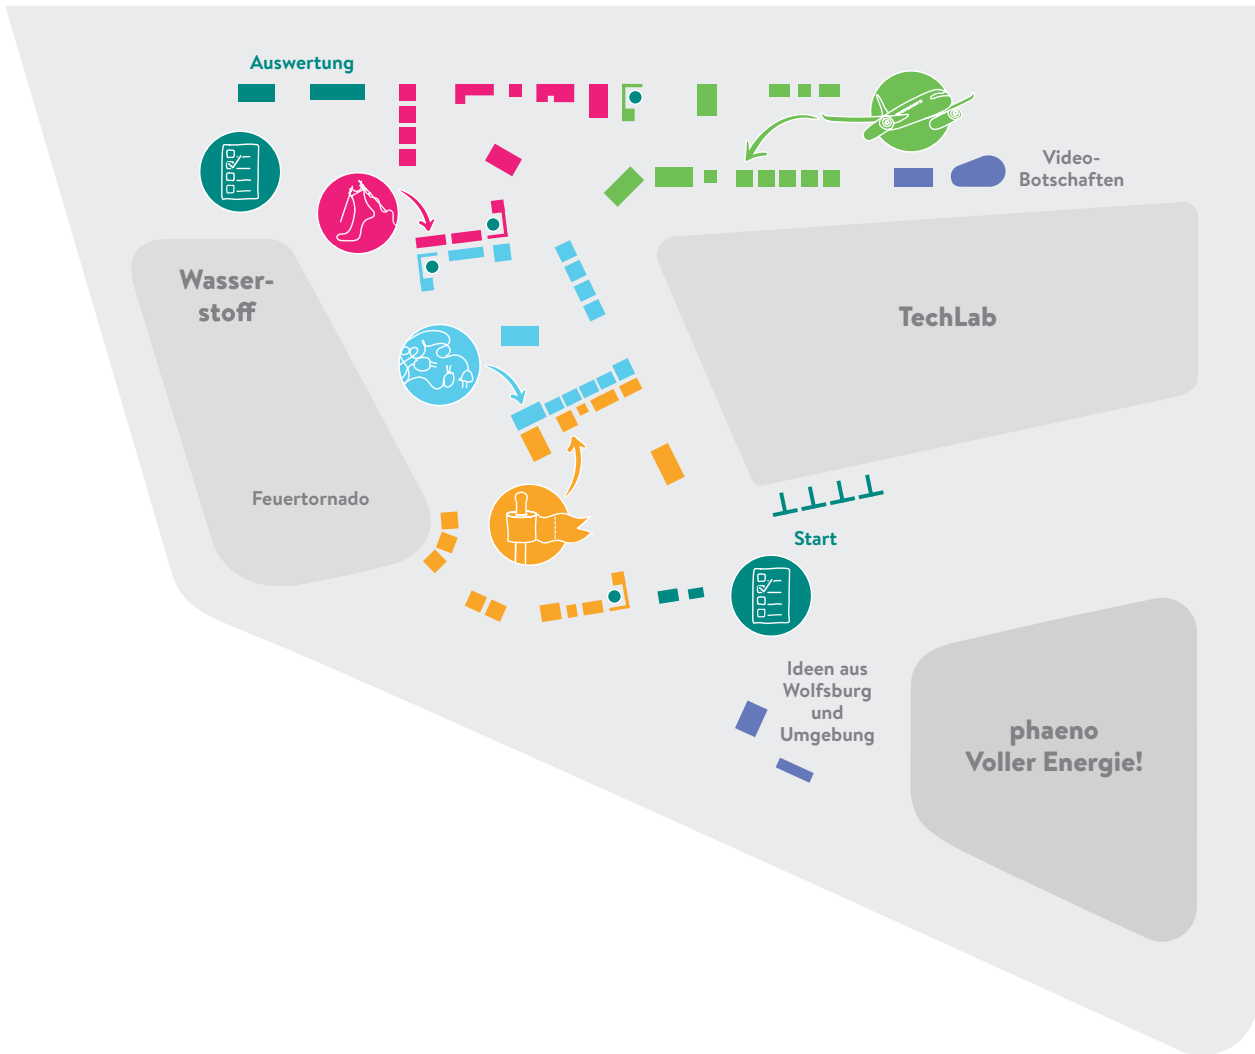 Auswertung
Video-
Botschaften
Wasser-
stoff
TechLab
Feuertornado
Start
Ideen aus
Wolfsburg
und
Umgebung
phaeno
Voller Energie!